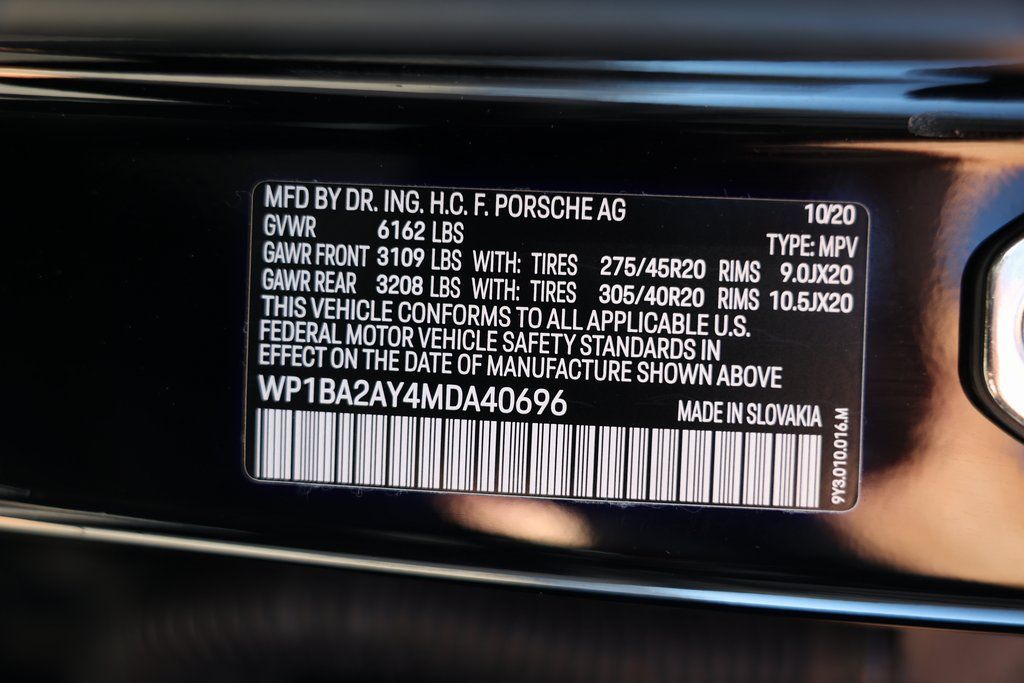 MFD BY DR. ING. H.C. F. PORSCHE AG 10/20
GVWR 6162 LBS TYPE: MPV
GAWR FRONT 3109 LBS WITH: TIRES 275/45R20 RIMS 9.0JX20
GAWR REAR 3208 LBS WITH: TIRES 305/40R20 RIMS 10.5JX20
THIS VEHICLE CONFORMS TO ALL APPLICABLE U.S.
FEDERAL MOTOR VEHICLE SAFETY STANDARDS IN
EFFECT ON THE DATE OF MANUFACTURE SHOWN ABOVE
WP1BA2AY4MDA40696 MADE IN SLOVAKIA
9Y3.010.016.M